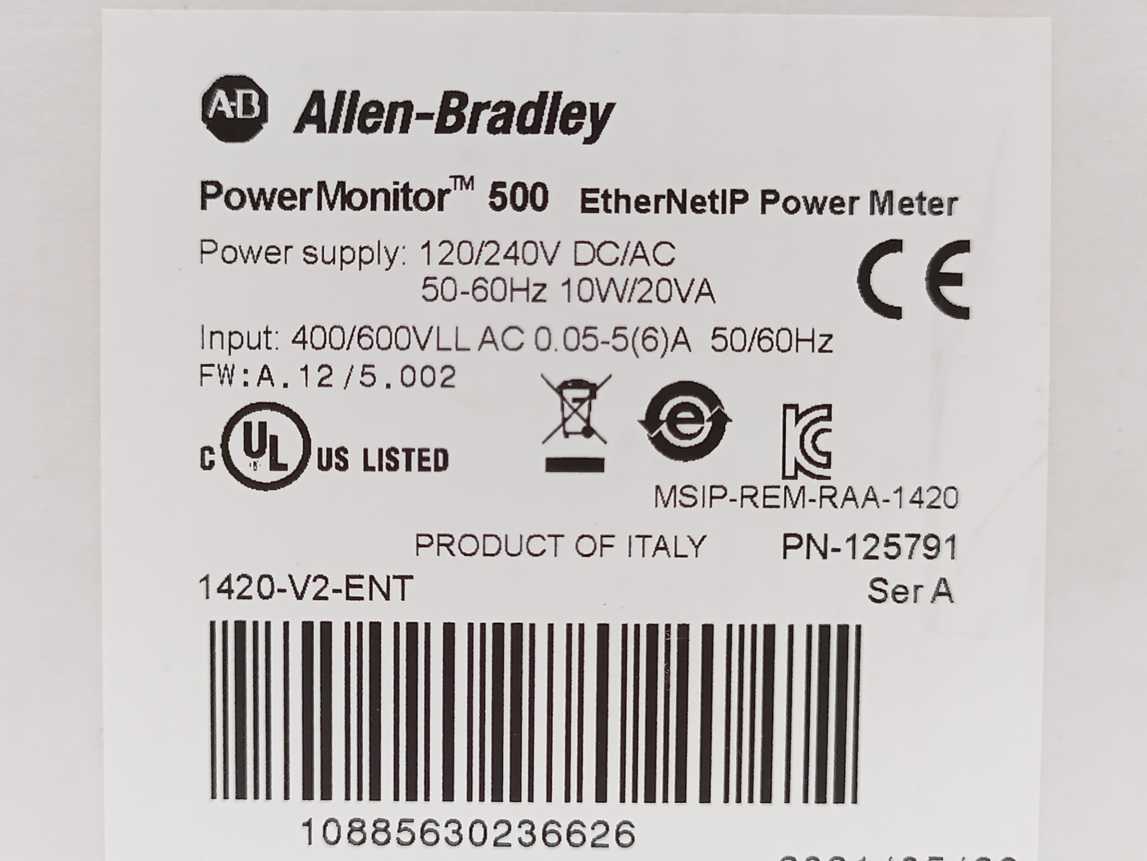 A-B Allen-Bradley
PowerMonitor™ 500 EtherNetIP Power Meter
Power supply: 120/240V DC/AC
50-60Hz 10W/20VA
CE
Input: 400/600VLL AC 0.05-5(6)A 50/60Hz
FW:A.12/5.002
C UL US LISTED
MSIP-REM-RAA-1420
PRODUCT OF ITALY PN-125791
1420-V2-ENT Ser A
10885630236626